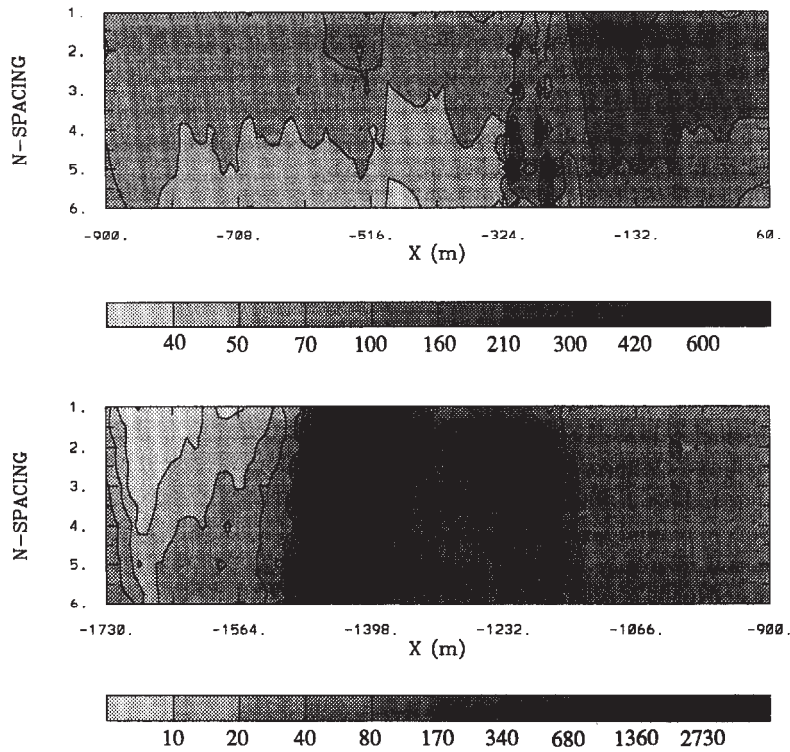 1.
2.
3.
4.
5.
6.
N-SPACING
-900. -708. -516. -324. -132. 60.
X (m)
40 50 70 100 160 210 300 420 600
1.
2.
3.
4.
5.
6.
N-SPACING
-1730. -1564. -1398. -1232. -1066. -900.
X (m)
10 20 40 80 170 340 680 1360 2730